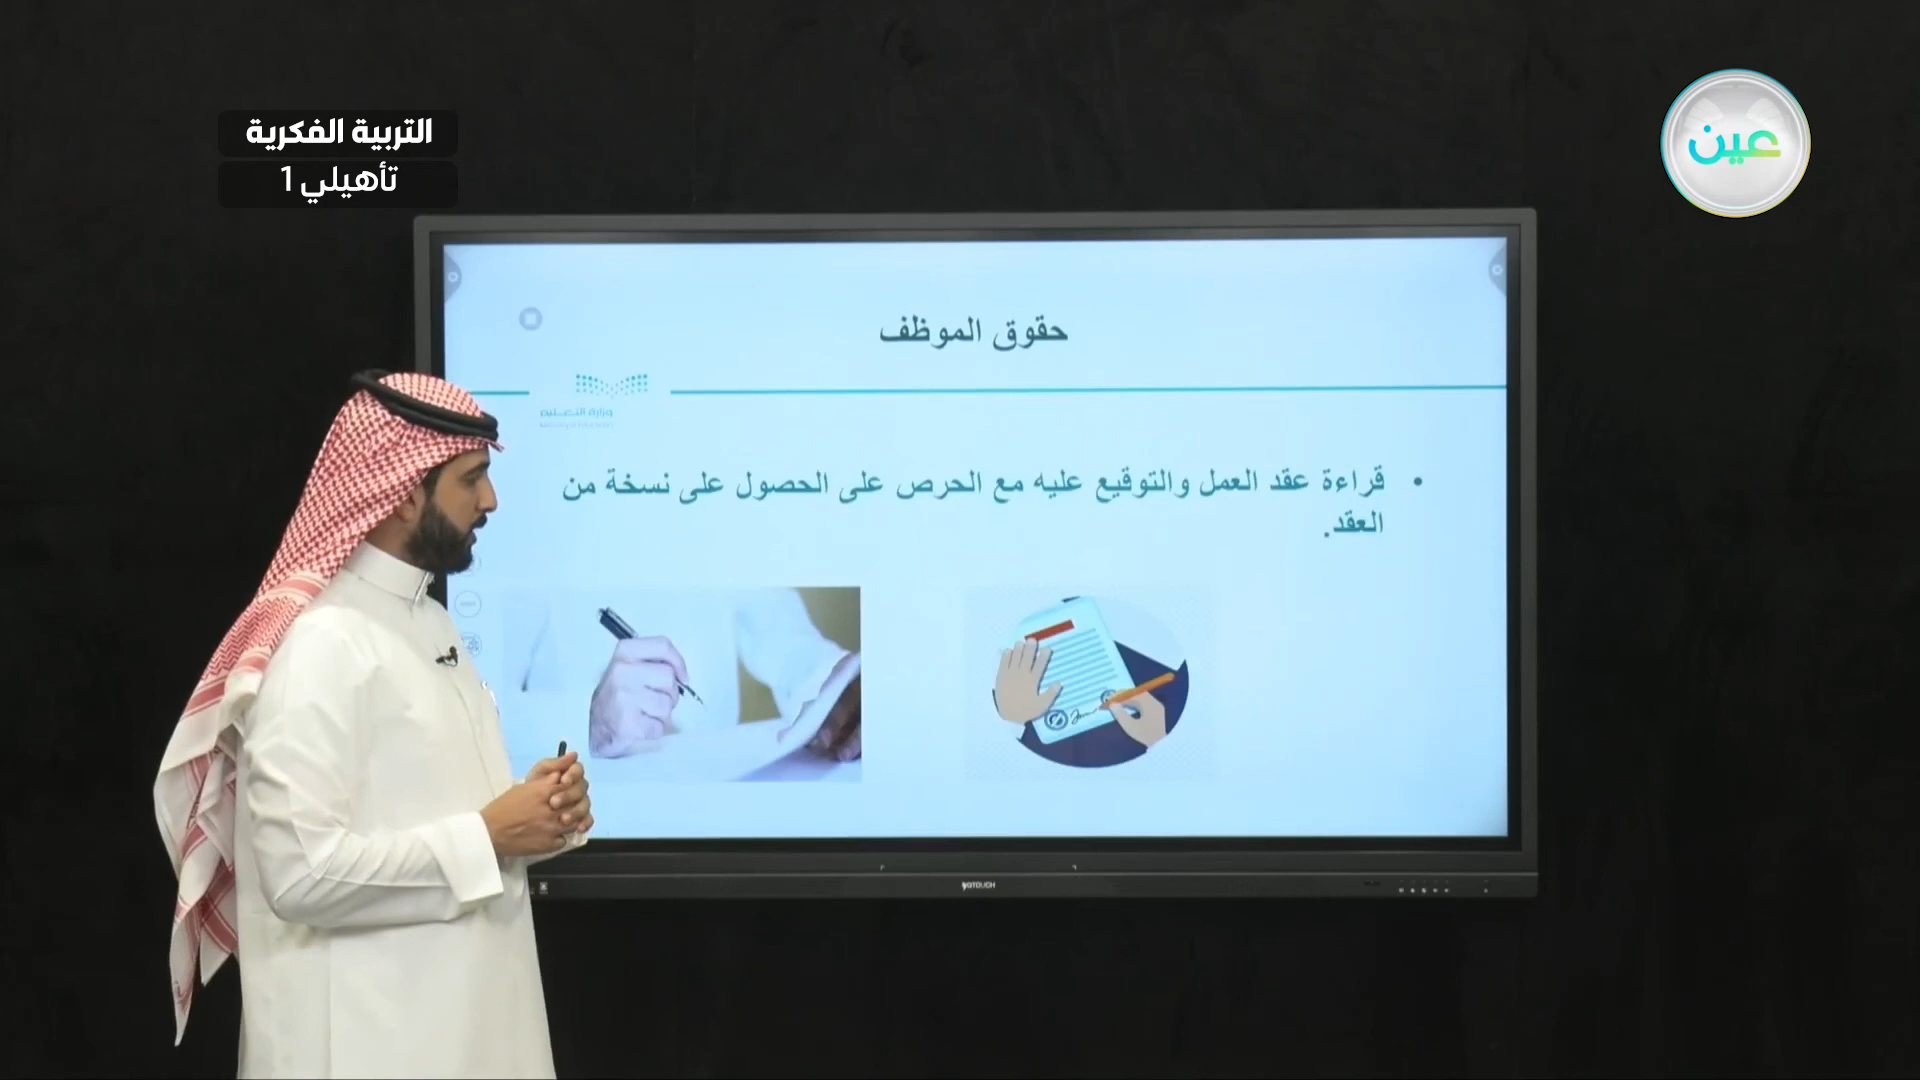 التربية الفكرية
تأهيلي 1
عين
حقوق الموظف
وزارة التعليم
• قراءة عقد العمل والتوقيع عليه مع الحرص على الحصول على نسخة من
العقد.